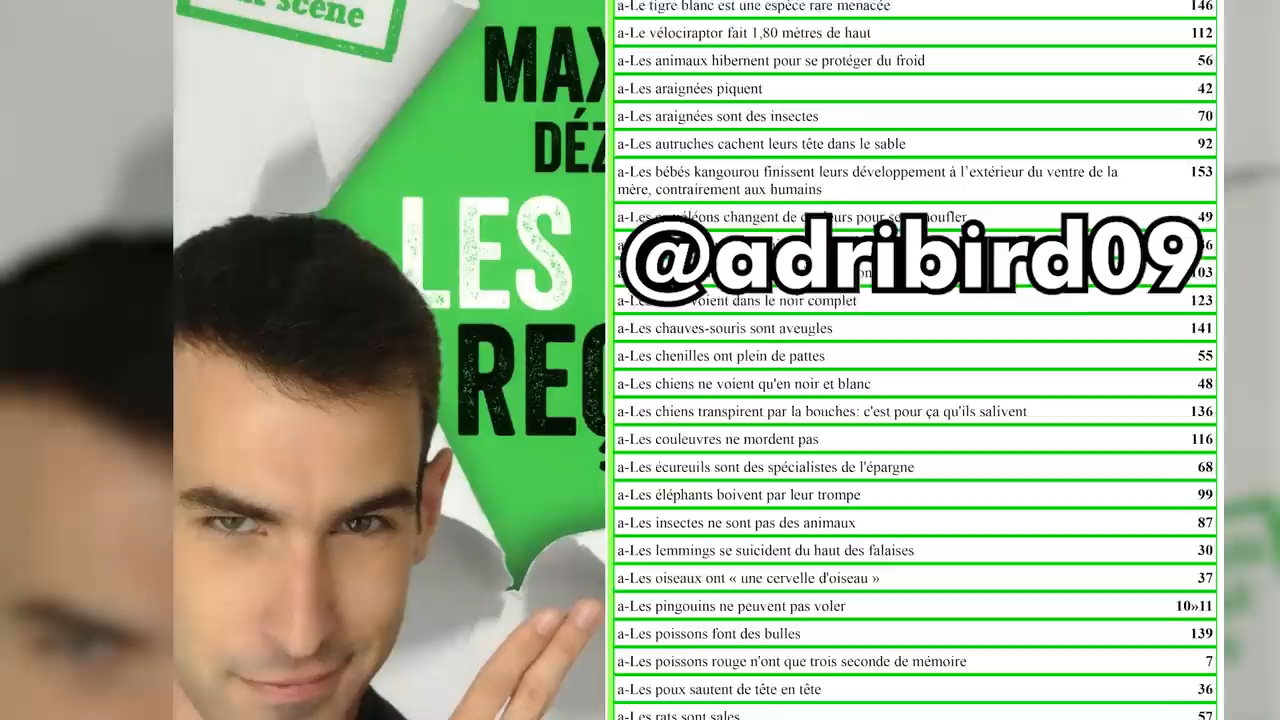 scène
MAX
DÉZ
LES
REÇ
a-Le tigre blanc est une espèce rare menacée 146
a-Le vélociraptor fait 1,80 mètres de haut 112
a-Les animaux hibernent pour se protéger du froid 56
a-Les araignées piquent 42
a-Les araignées sont des insectes 70
a-Les autruches cachent leurs tête dans le sable 92
a-Les bébés kangourou finissent leurs développement à l'extérieur du ventre de la 153
mère, contrairement aux humains
a-Les changent de pour se 49
@adribird09
103
voient dans le noir complet 123
a-Les chauves-souris sont aveugles 141
a-Les chenilles ont plein de pattes 55
a-Les chiens ne voient qu'en noir et blanc 48
a-Les chiens transpirent par la bouches: c'est pour ça qu'ils salivent 136
a-Les couleuvres ne mordent pas 116
a-Les écureuils sont des spécialistes de l'épargne 68
a-Les éléphants boivent par leur trompe 99
a-Les insectes ne sont pas des animaux 87
a-Les lemmings se suicident du haut des falaises 30
a-Les oiseaux ont « une cervelle d'oiseau » 37
a-Les pingouins ne peuvent pas voler 10»11
a-Les poissons font des bulles 139
a-Les poissons rouge n'ont que trois seconde de mémoire 7
a-Les poux sautent de tête en tête 36
a-Les rats sont sales 57